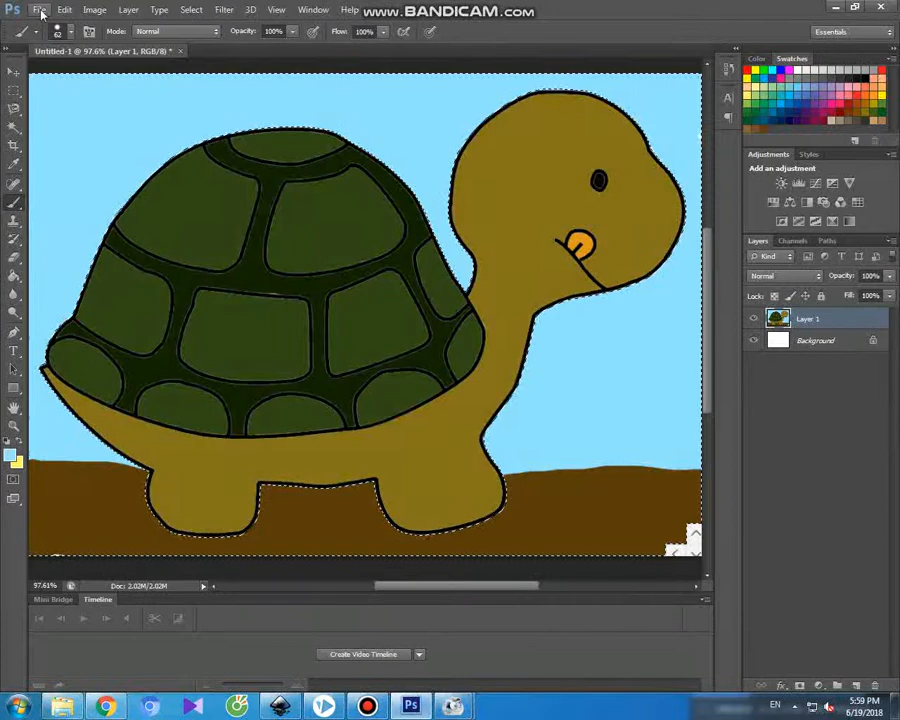 Ps File Edit Image Layer Type Select Filter 3D View Window Help www.BANDICAM.com
62 Mode: Normal Opacity: 100% Flow: 100% Essentials
Untitled-1 @ 97.6% (Layer 1, RGB/8) * ×
Color Swatches
Adjustments Styles
Add an adjustment
Layers Channels Paths
Kind
Normal Opacity: 100%
Lock: Fill: 100%
Layer 1
Background
97.61% Doc: 2.02M/2.02M
Mini Bridge Timeline
Create Video Timeline
EN 5:59 PM
6/19/2018